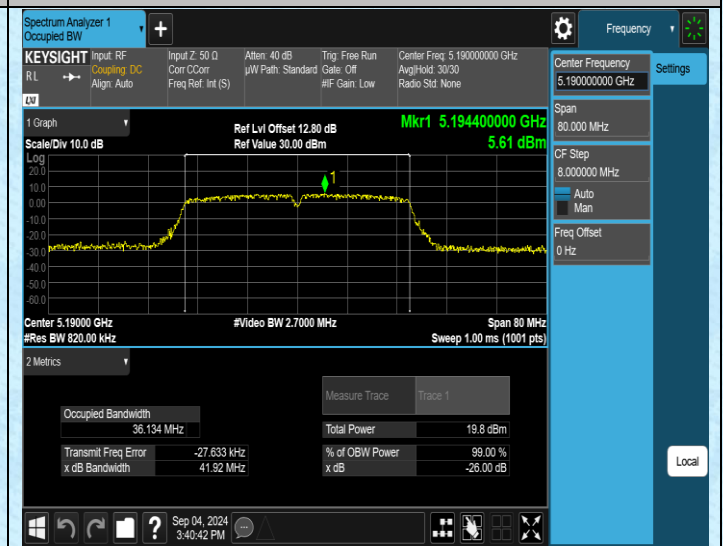 Spectrum Analyzer 1
Occupied BW
+
Frequency
KEYSIGHT Input: RF Input Z: 50 Ω Atten: 40 dB Trig: Free Run Center Freq: 5.190000000 GHz
RL Coupling: DC Corr CCorr µW Path: Standard Gate: Off Avg|Hold: 30/30
Align: Auto Freq Ref: Int (S) #IF Gain: Low Radio Std: None
LXI
Center Frequency
5.190000000 GHz
Settings
Span
80.000 MHz
CF Step
8.000000 MHz
Auto
Man
Freq Offset
0 Hz
1 Graph
Ref Lvl Offset 12.80 dB
Mkr1 5.194400000 GHz
Scale/Div 10.0 dB
Ref Value 30.00 dBm
5.61 dBm
Log
20.0
10.0
0.00
-10.0
-20.0
-30.0
-40.0
-50.0
-60.0
1
Center 5.19000 GHz #Video BW 2.7000 MHz Span 80 MHz
#Res BW 820.00 kHz Sweep 1.00 ms (1001 pts)
2 Metrics
Measure Trace Trace 1
Occupied Bandwidth
36.134 MHz
Total Power 19.8 dBm
Transmit Freq Error -27.633 kHz % of OBW Power 99.00 %
x dB Bandwidth 41.92 MHz x dB -26.00 dB
Local
? Sep 04, 2024
3:40:42 PM